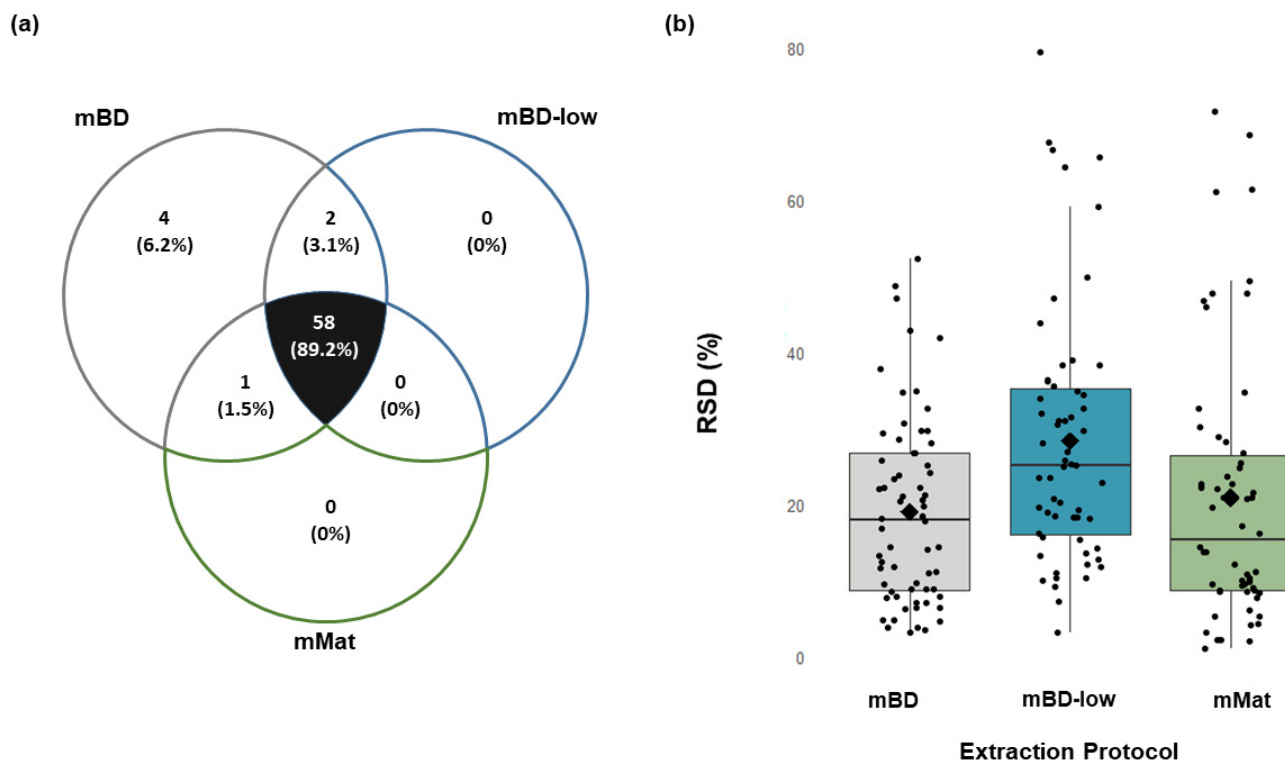 (a)
mBD
mBD-low
4
(6.2%)
2
(3.1%)
0
(0%)
58
(89.2%)
1
(1.5%)
0
(0%)
0
(0%)
mMat
(b)
80
60
40
20
0
RSD (%)
mBD
mBD-low
mMat
Extraction Protocol